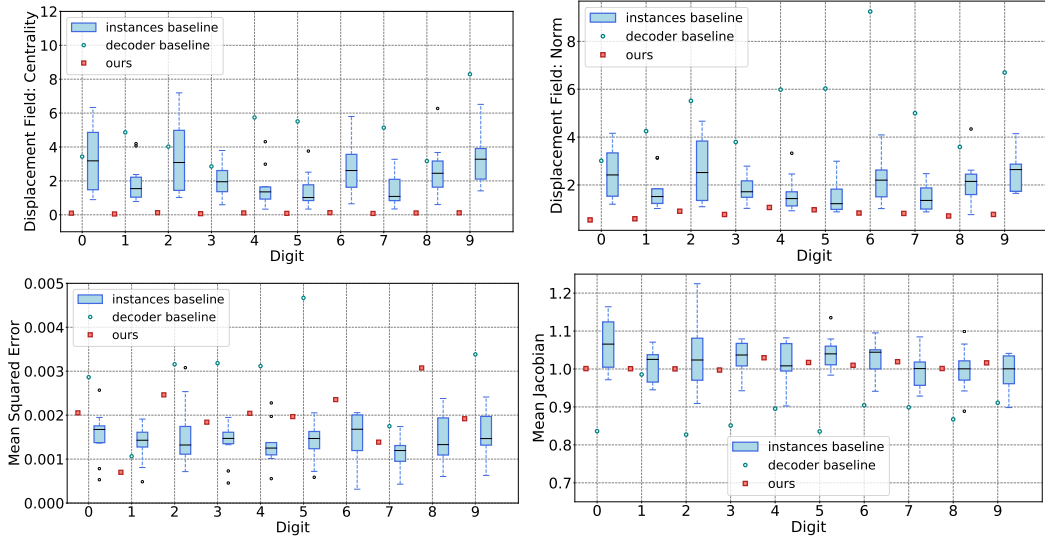 Displacement Field: Centrality
12
10
8
6
4
2
0
instances baseline
decoder baseline
ours
0 1 2 3 4 5 6 7 8 9
Digit
Displacement Field: Norm
8
6
4
2
instances baseline
decoder baseline
ours
0 1 2 3 4 5 6 7 8 9
Digit
Mean Squared Error
0.005
0.004
0.003
0.002
0.001
0.000
instances baseline
decoder baseline
ours
0 1 2 3 4 5 6 7 8 9
Digit
Mean Jacobian
1.2
1.1
1.0
0.9
0.8
0.7
instances baseline
decoder baseline
ours
0 1 2 3 4 5 6 7 8 9
Digit